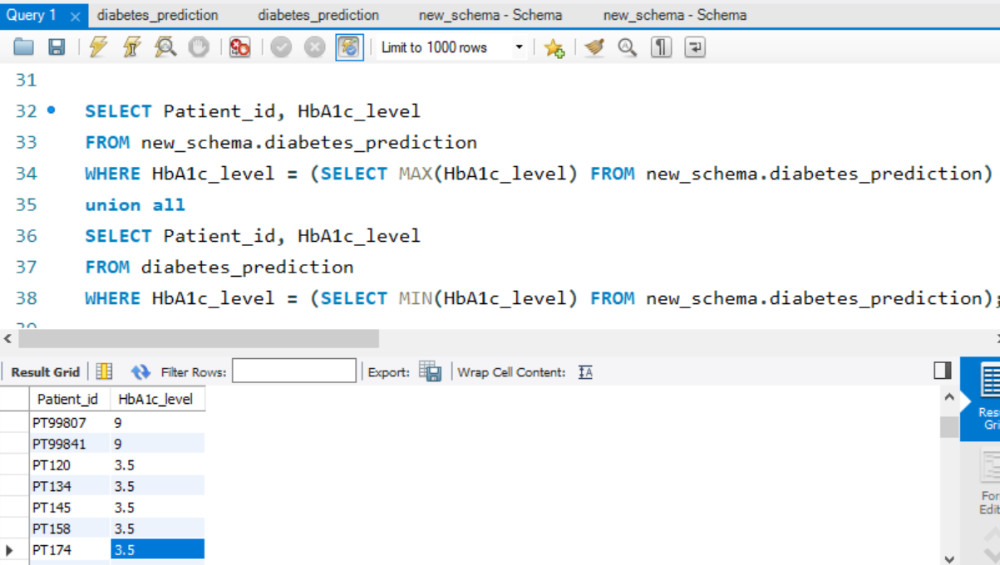 Query 1 × diabetes_prediction diabetes_prediction new_schema - Schema new_schema - Schema
Limit to 1000 rows
31
32 SELECT Patient_id, HbA1c_level
33 FROM new_schema.diabetes_prediction
34 WHERE HbA1c_level = (SELECT MAX(HbA1c_level) FROM new_schema.diabetes_prediction)
35 union all
36 SELECT Patient_id, HbA1c_level
37 FROM diabetes_prediction
38 WHERE HbA1c_level = (SELECT MIN(HbA1c_level) FROM new_schema.diabetes_prediction);
Result Grid Filter Rows: Export: Wrap Cell Content: IA
Patient_id HbA1c_level
PT99807 9
PT99841 9
PT120 3.5
PT134 3.5
PT145 3.5
PT158 3.5
PT174 3.5